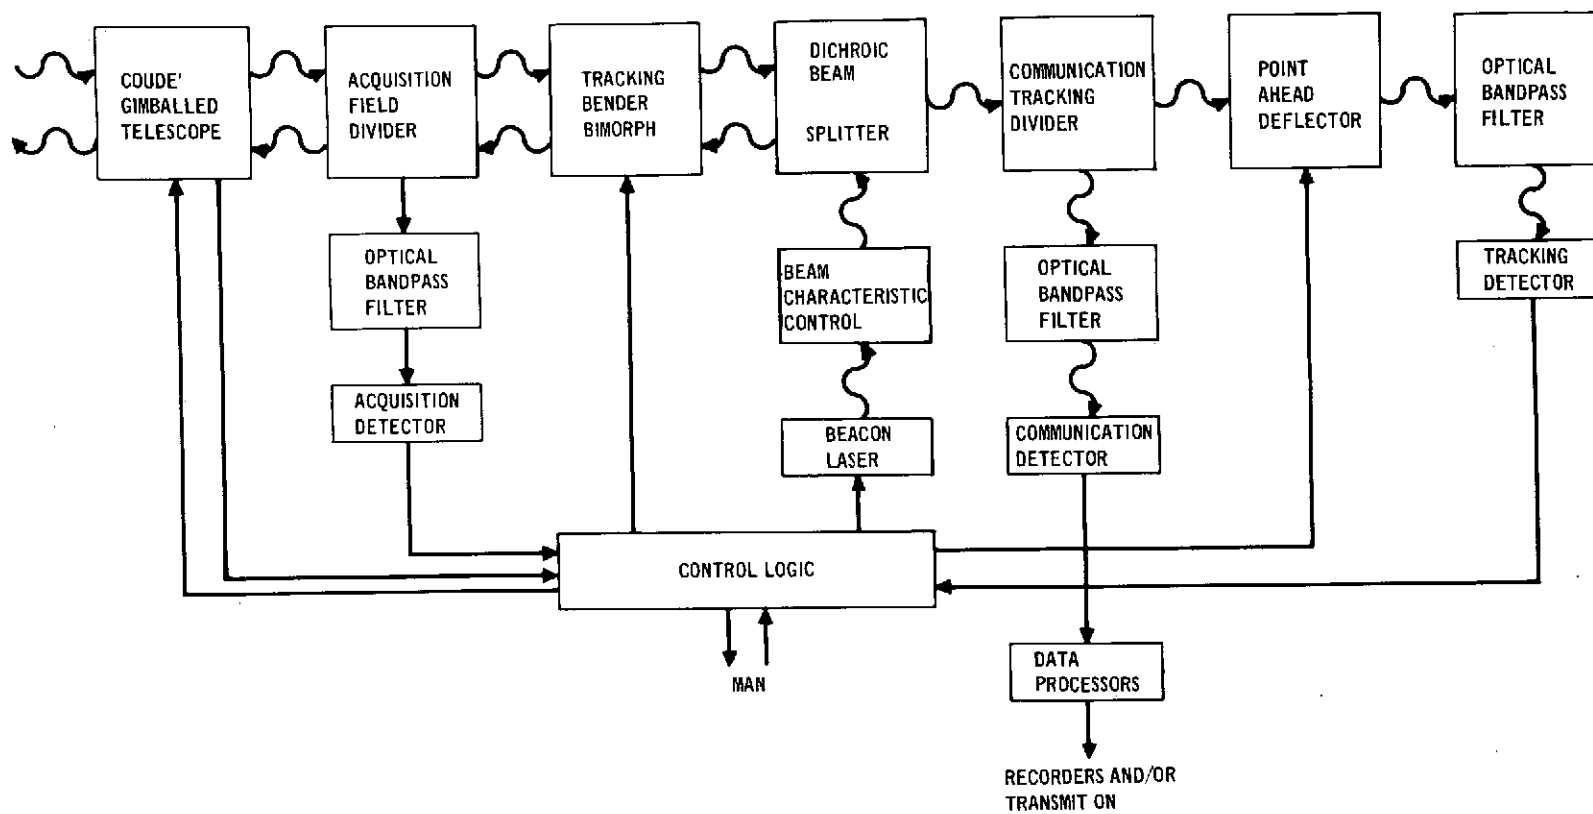 COUDE'
GIMBALLED
TELESCOPE
ACQUISITION
FIELD
DIVIDER
TRACKING
BENDER
BIMORPH
DICHROIC
BEAM
SPLITTER
COMMUNICATION
TRACKING
DIVIDER
POINT
AHEAD
DEFLECTOR
OPTICAL
BANDPASS
FILTER
OPTICAL
BANDPASS
FILTER
BEAM
CHARACTERISTIC
CONTROL
OPTICAL
BANDPASS
FILTER
TRACKING
DETECTOR
ACQUISITION
DETECTOR
BEACON
LASER
COMMUNICATION
DETECTOR
CONTROL LOGIC
MAN
DATA
PROCESSORS
RECORDERS AND/OR
TRANSMIT ON